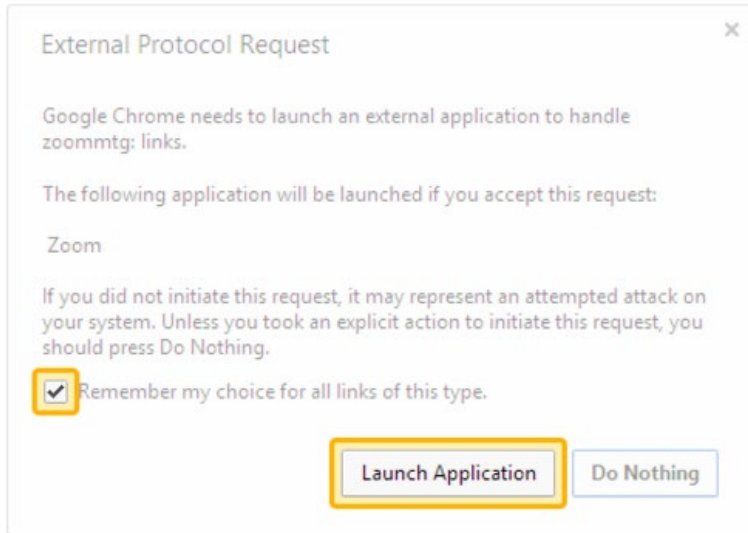 External Protocol Request
Google Chrome needs to launch an external application to handle
zoommtg: links.
The following application will be launched if you accept this request:
Zoom
If you did not initiate this request, it may represent an attempted attack on
your system. Unless you took an explicit action to initiate this request, you
should press Do Nothing.
Remember my choice for all links of this type.
Launch Application Do Nothing